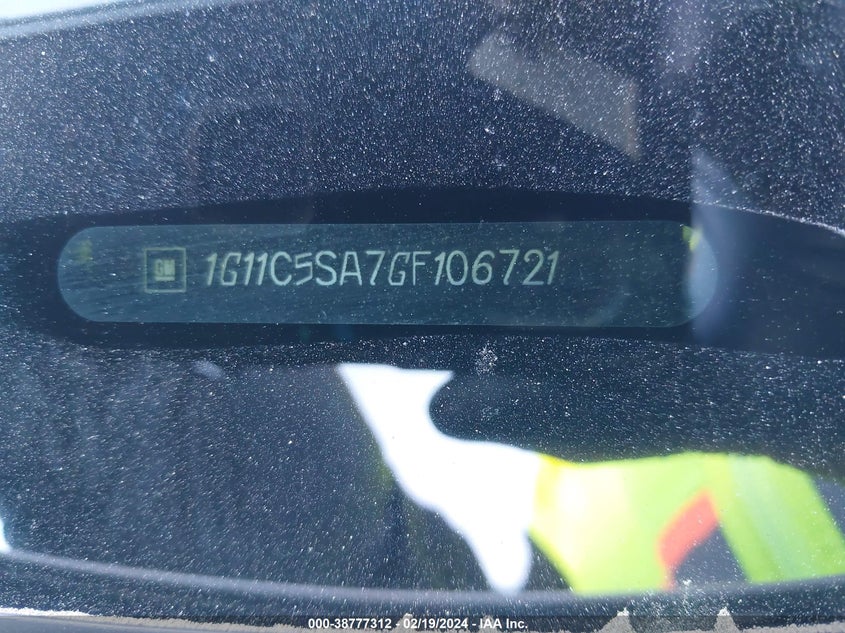 GM 1G11C5SA7GF106721
000-38777312 - 02/19/2024 - IAA Inc.